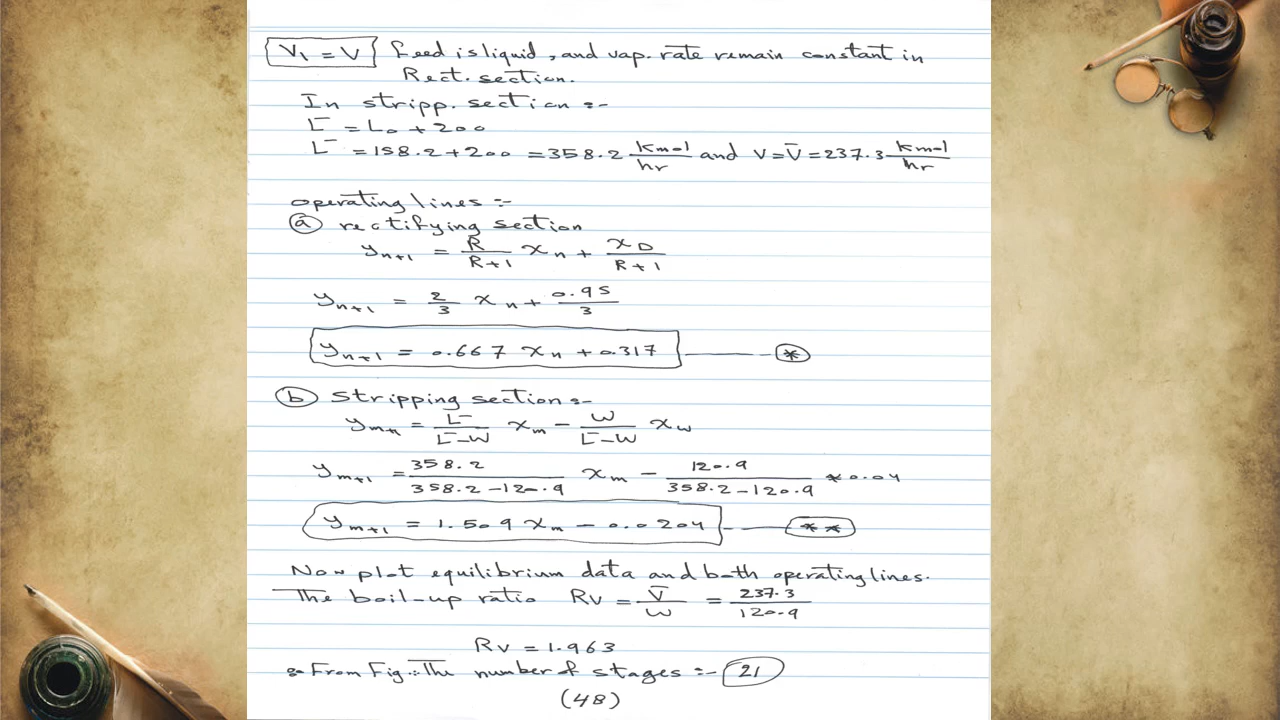 V₁ = V feed is liquid, and vap. rate remain constant in
Rect. section.
In stripp. section :-
L̄ = L₀ + 200
L̄ = 158.2 + 200 = 358.2 Kmol/hr and V = V̄ = 237.3 Kmol/hr
operating lines :-
(a) rectifying section
yₙ₊₁ = R/(R+1) xₙ + x_D/(R+1)
yₙ₊₁ = 2/3 xₙ + 0.95/3
yₙ₊₁ = 0.667 xₙ + 0.317 —— (*)
(b) stripping section :-
yₘ₊₁ = L̄/(L̄-W) xₘ − W/(L̄-W) x_W
yₘ₊₁ = 358.2/(358.2-120.9) xₘ − 120.9/(358.2-120.9) * 0.04
yₘ₊₁ = 1.509 xₘ − 0.0204 —— (**)
Now plot equilibrium data and both operating lines.
The boil-up ratio Rv = V̄/W = 237.3/120.9
Rv = 1.963
From Fig. The number of stages :- 21
(48)